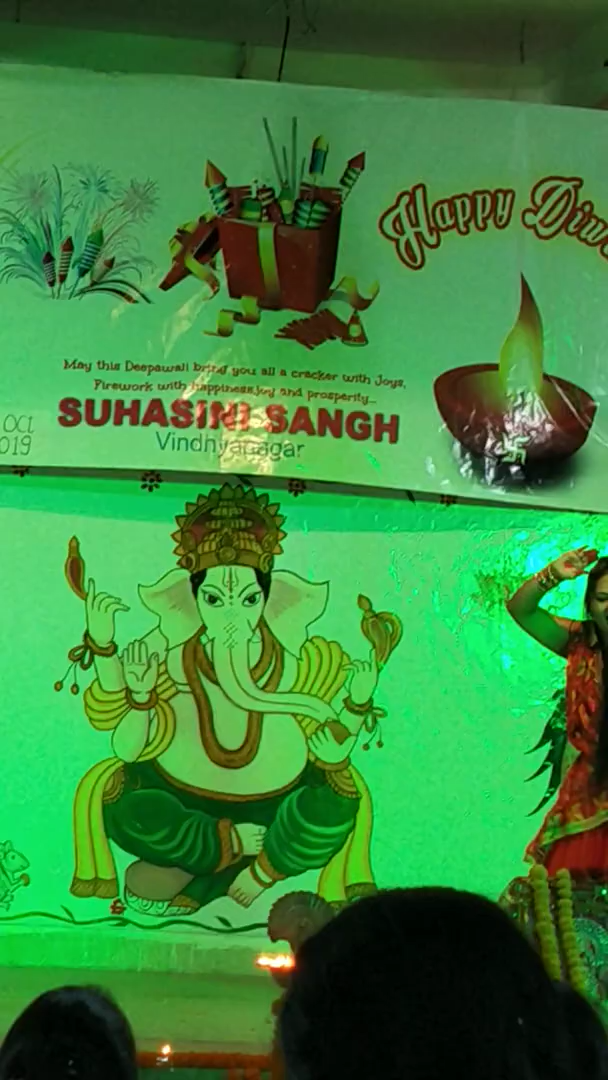 Happy Diw
May this Deepawali bring you all a cracker with Joys,
Firework with happiness,joy and prosperity...
SUHASINI SANGH
Vindhyanagar
Oct
019